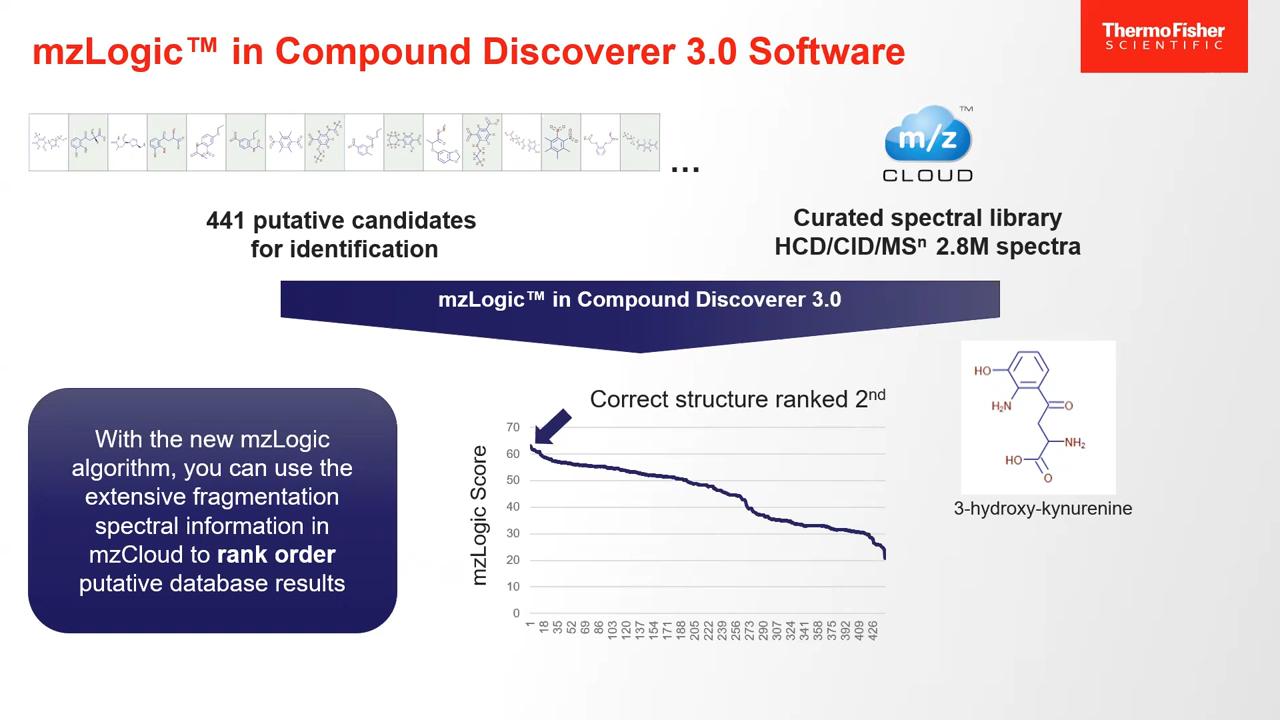 mzLogic™ in Compound Discoverer 3.0 Software
ThermoFisher
SCIENTIFIC
...
m/z
CLOUD™
441 putative candidates
for identification
Curated spectral library
HCD/CID/MSⁿ 2.8M spectra
mzLogic™ in Compound Discoverer 3.0
With the new mzLogic
algorithm, you can use the
extensive fragmentation
spectral information in
mzCloud to rank order
putative database results
Correct structure ranked 2nd
mzLogic Score
70
60
50
40
30
20
10
0
1 18 35 52 69 86 103 120 137 154 171 188 205 222 239 256 273 290 307 324 341 358 375 392 409 426
HO
H₂N
O
NH₂
HO
O
3-hydroxy-kynurenine